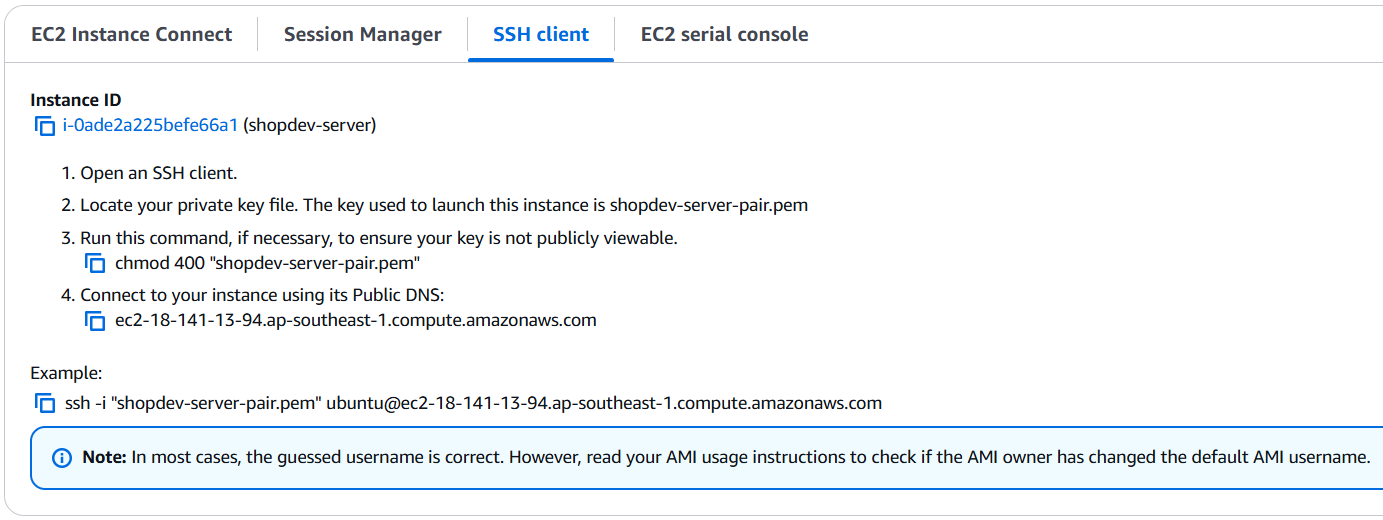 EC2 Instance Connect Session Manager SSH client EC2 serial console
Instance ID
i-0ade2a225befe66a1 (shopdev-server)
1. Open an SSH client.
2. Locate your private key file. The key used to launch this instance is shopdev-server-pair.pem
3. Run this command, if necessary, to ensure your key is not publicly viewable.
chmod 400 "shopdev-server-pair.pem"
4. Connect to your instance using its Public DNS:
ec2-18-141-13-94.ap-southeast-1.compute.amazonaws.com
Example:
ssh -i "shopdev-server-pair.pem" ubuntu@ec2-18-141-13-94.ap-southeast-1.compute.amazonaws.com
Note: In most cases, the guessed username is correct. However, read your AMI usage instructions to check if the AMI owner has changed the default AMI username.